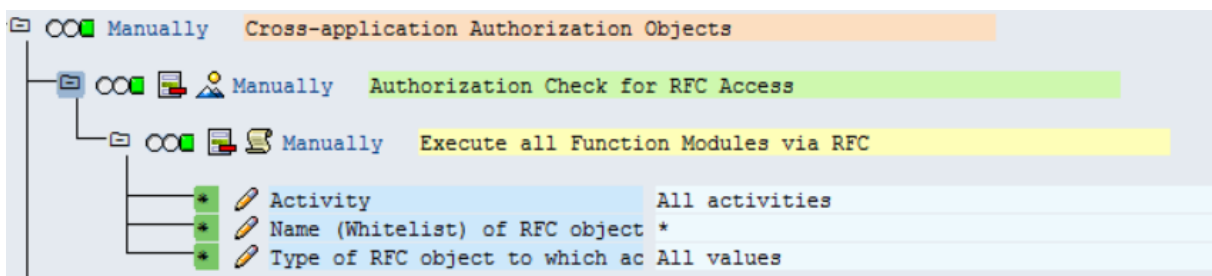 Manually Cross-application Authorization Objects
Manually Authorization Check for RFC Access
Manually Execute all Function Modules via RFC
* Activity All activities
* Name (Whitelist) of RFC object *
* Type of RFC object to which ac All values